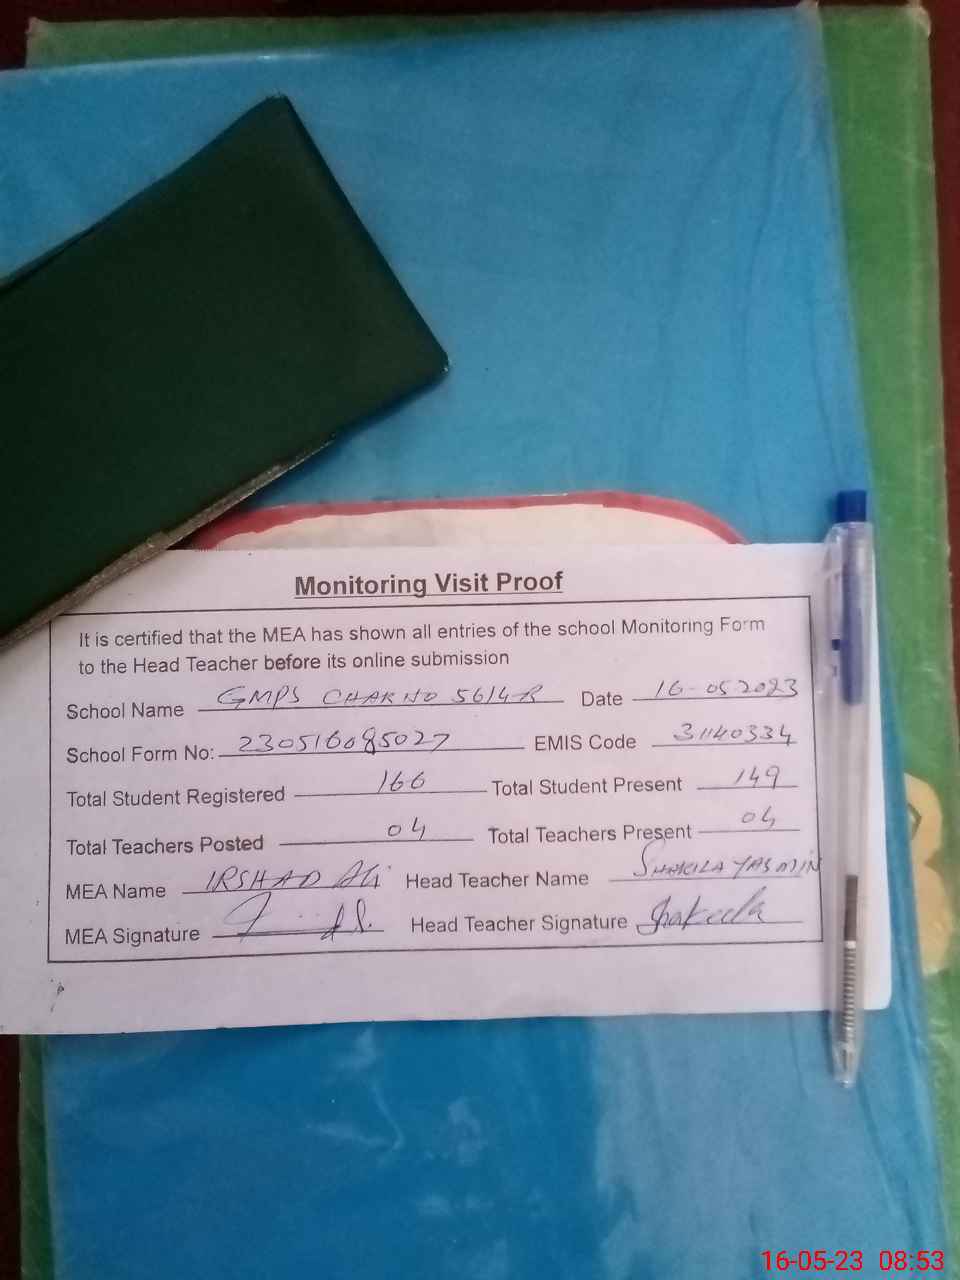 Monitoring Visit Proof
It is certified that the MEA has shown all entries of the school Monitoring Form
to the Head Teacher before its online submission
School Name GMPS CHAK NO 56/4-R Date 16-05-2023
School Form No: 230516085027 EMIS Code 31140334
Total Student Registered 166 Total Student Present 149
Total Teachers Posted 04 Total Teachers Present 04
MEA Name IRSHAD Ali Head Teacher Name SHAKILA YASMIN
MEA Signature Head Teacher Signature Shakeela
16-05-23 08:53